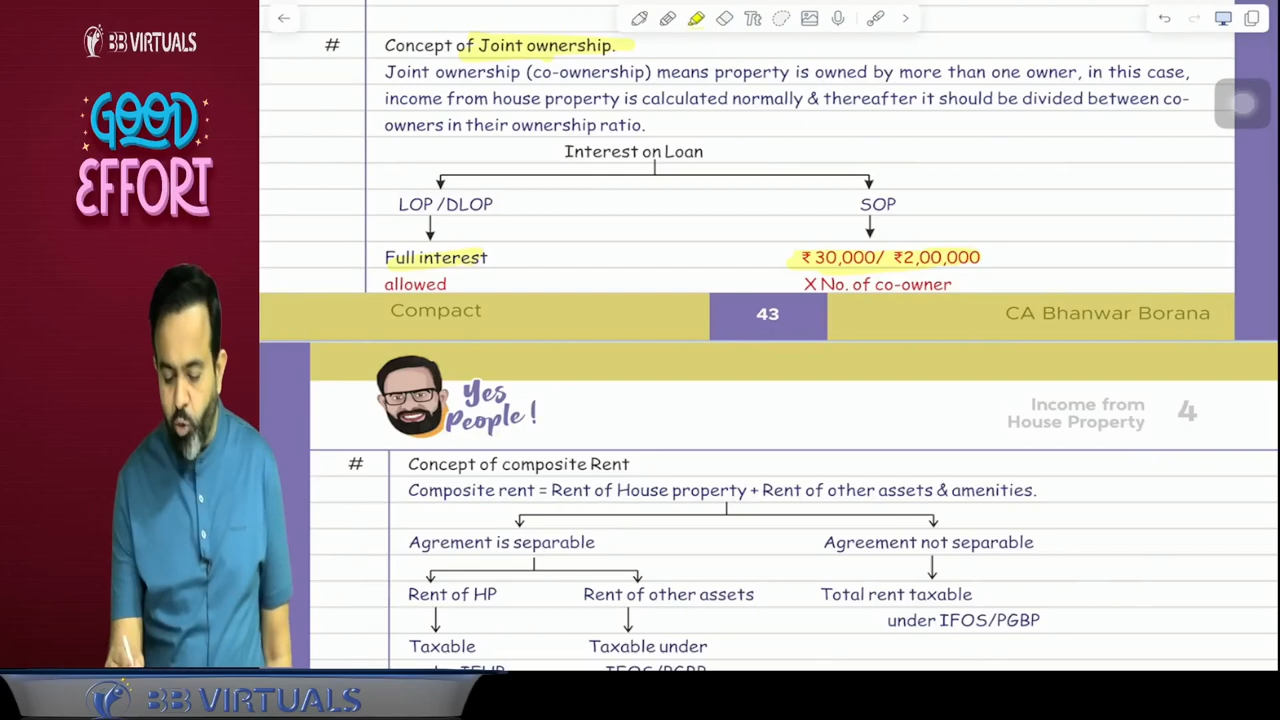 BB VIRTUALS
GOOD
EFFORT
# Concept of Joint ownership.
Joint ownership (co-ownership) means property is owned by more than one owner, in this case,
income from house property is calculated normally & thereafter it should be divided between co-
owners in their ownership ratio.
Interest on Loan
LOP /DLOP SOP
Full interest ₹ 30,000/ ₹2,00,000
allowed X No. of co-owner
Compact 43 CA Bhanwar Borana
Yes
People !
Income from
House Property 4
# Concept of composite Rent
Composite rent = Rent of House property + Rent of other assets & amenities.
Agrement is separable Agreement not separable
Rent of HP Rent of other assets Total rent taxable
under IFOS/PGBP
Taxable Taxable under
BB VIRTUALS